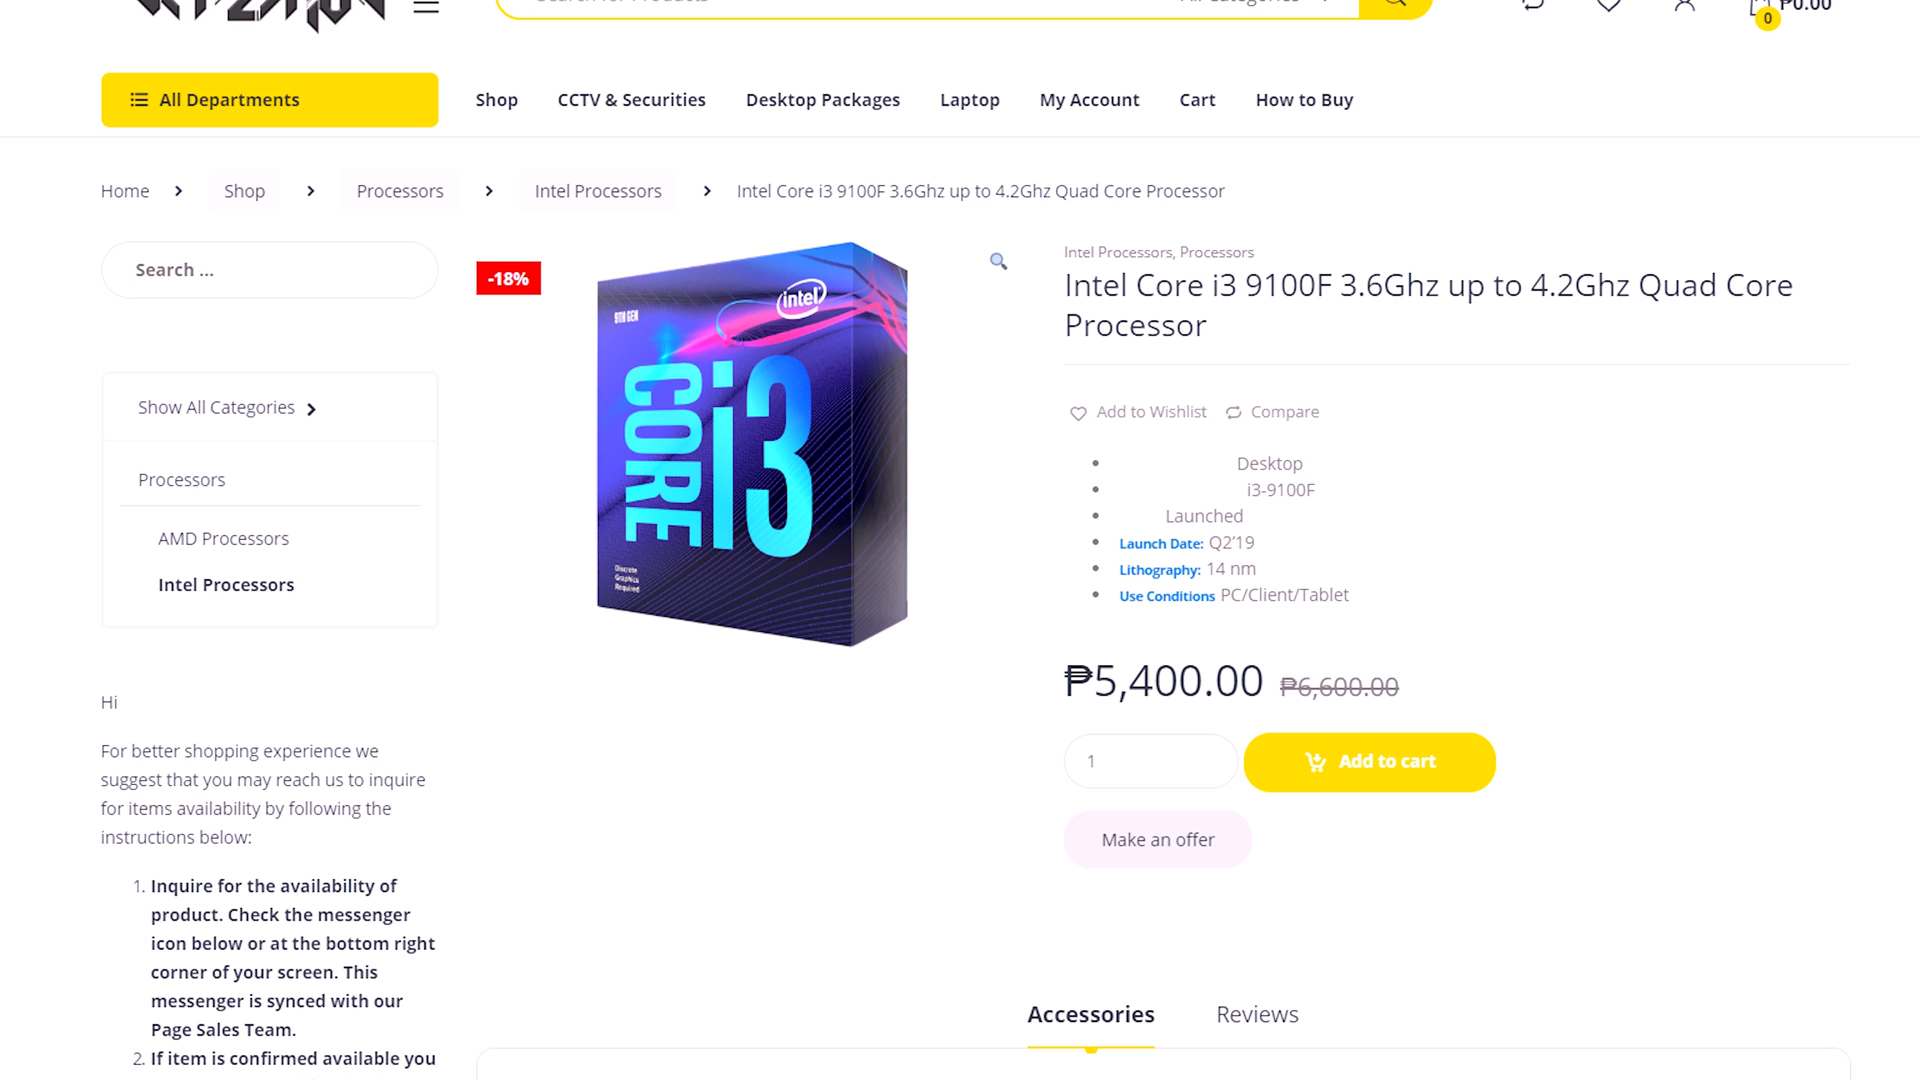 ₱0.00
0
All Departments
Shop
CCTV & Securities
Desktop Packages
Laptop
My Account
Cart
How to Buy
Home
Shop
Processors
Intel Processors
Intel Core i3 9100F 3.6Ghz up to 4.2Ghz Quad Core Processor
Search ...
-18%
intel
9TH GEN
CORE i3
Discrete
Graphics
Required
Intel Processors, Processors
Intel Core i3 9100F 3.6Ghz up to 4.2Ghz Quad Core
Processor
Add to Wishlist
Compare
Desktop
i3-9100F
Launched
Launch Date: Q2’19
Lithography: 14 nm
Use Conditions PC/Client/Tablet
₱5,400.00 ₱6,600.00
1
Add to cart
Make an offer
Show All Categories
Processors
AMD Processors
Intel Processors
Hi
For better shopping experience we
suggest that you may reach us to inquire
for items availability by following the
instructions below:
1. Inquire for the availability of
product. Check the messenger
icon below or at the bottom right
corner of your screen. This
messenger is synced with our
Page Sales Team.
2. If item is confirmed available you
Accessories
Reviews